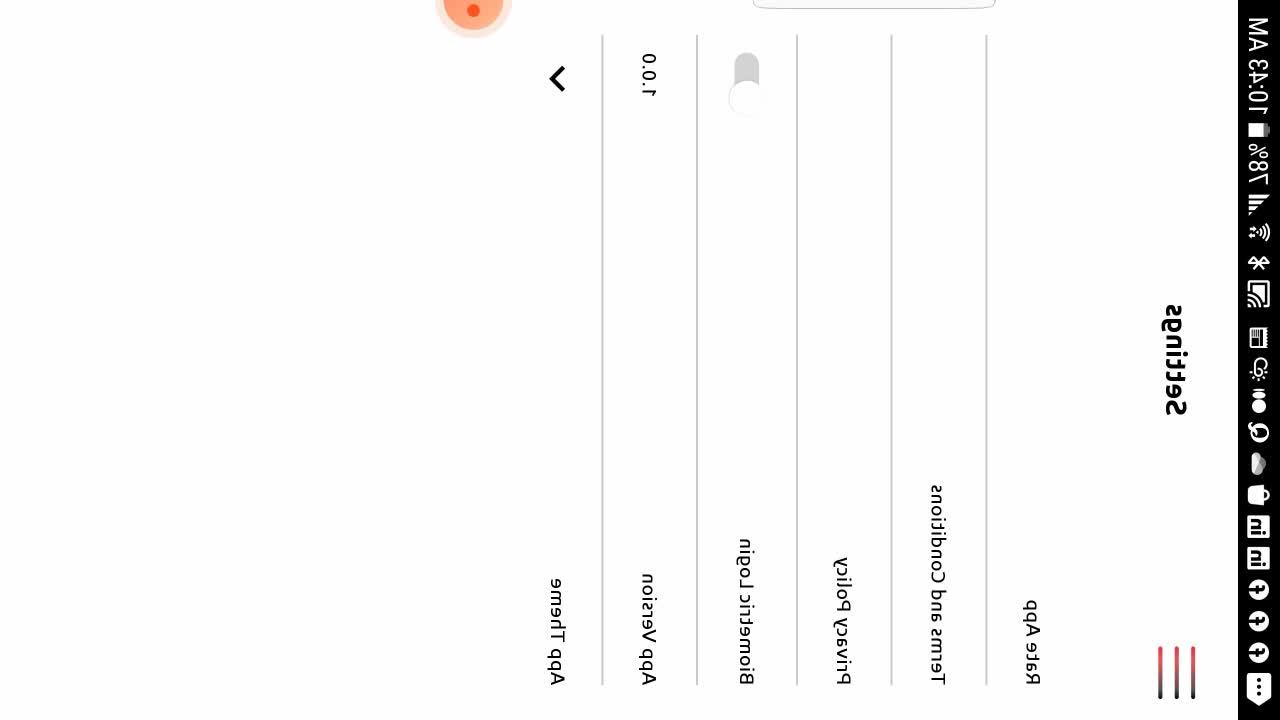 78% 10:43 AM
Settings
Rate App
Terms and Conditions
Privacy Policy
Biometric Login
App Version 1.0.0
App Theme